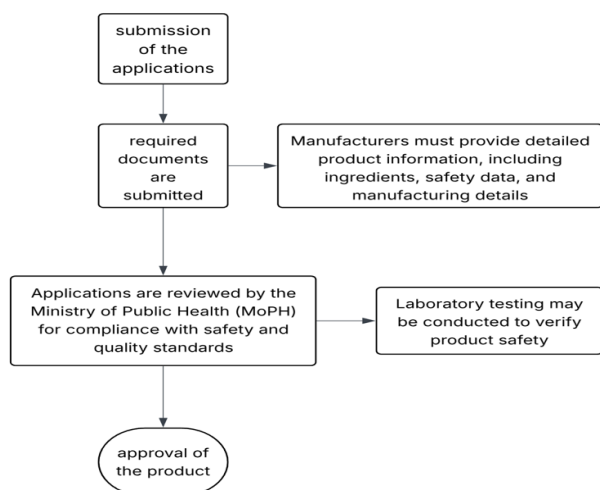 submission
of the
applications
required
documents
are
submitted
Manufacturers must provide detailed
product information, including
ingredients, safety data, and
manufacturing details
Applications are reviewed by the
Ministry of Public Health (MoPH)
for compliance with safety and
quality standards
Laboratory testing may
be conducted to verify
product safety
approval of
the product